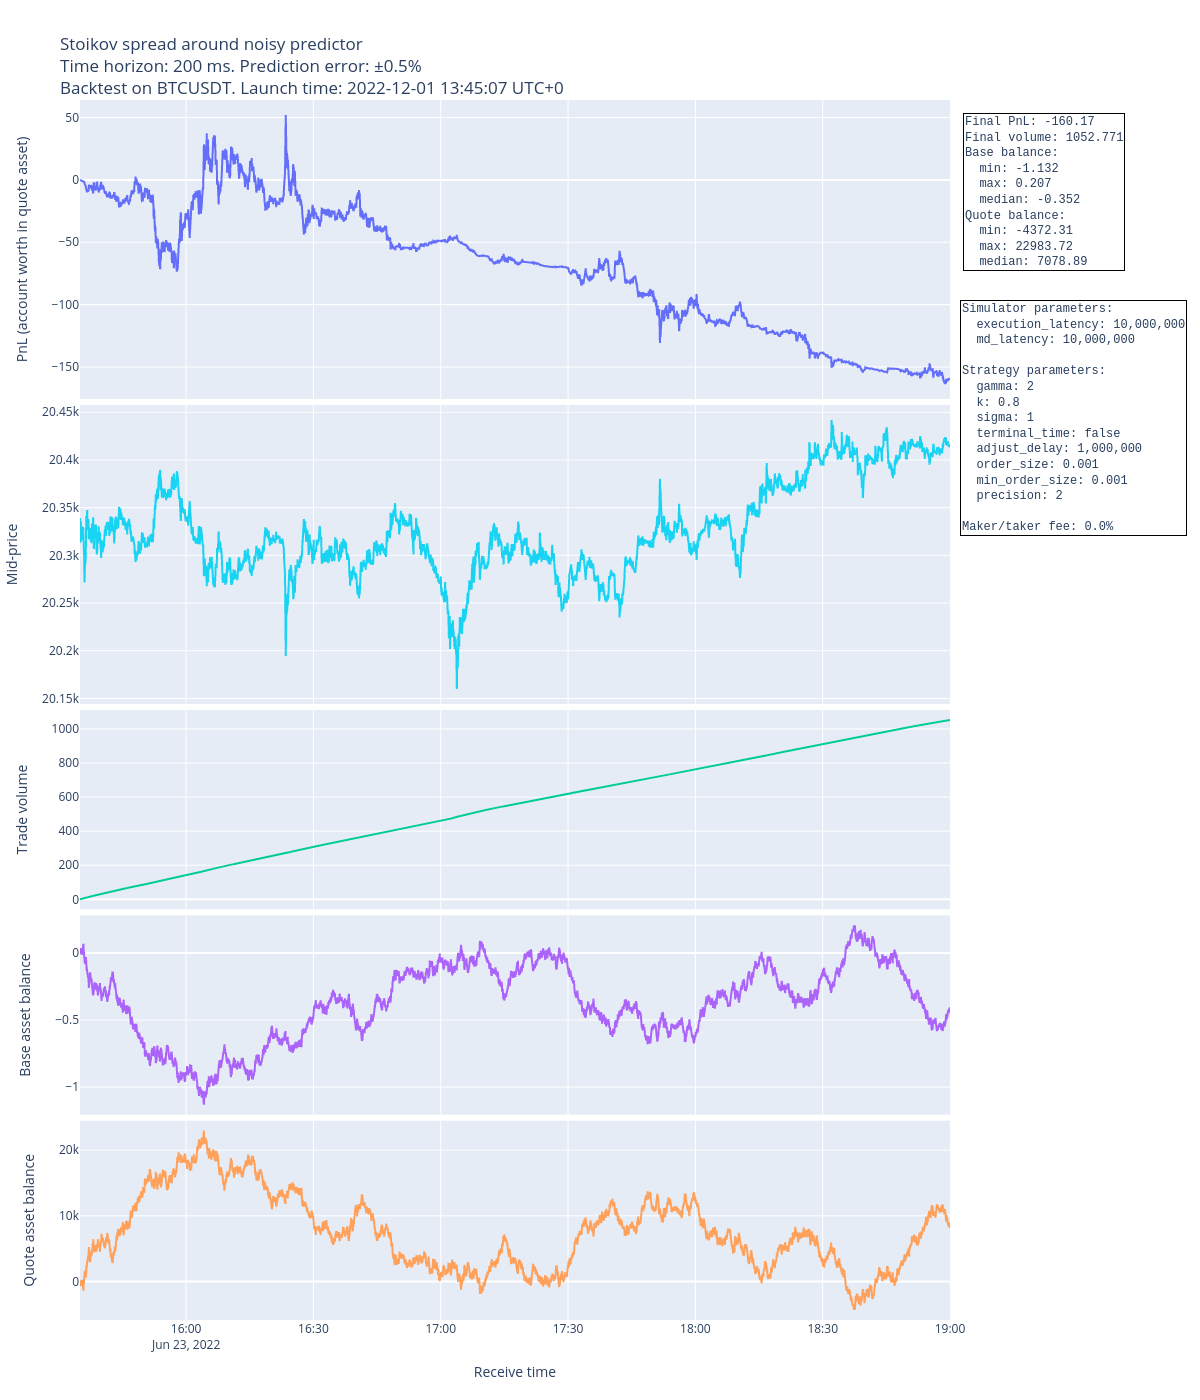 Stoikov spread around noisy predictor
Time horizon: 200 ms. Prediction error: ±0.5%
Backtest on BTCUSDT. Launch time: 2022-12-01 13:45:07 UTC+0
PnL (account worth in quote asset)
50
0
−50
−100
−150
Final PnL: -160.17
Final volume: 1052.771
Base balance:
min: -1.132
max: 0.207
median: -0.352
Quote balance:
min: -4372.31
max: 22983.72
median: 7078.89
Simulator parameters:
execution_latency: 10,000,000
md_latency: 10,000,000
Strategy parameters:
gamma: 2
k: 0.8
sigma: 1
terminal_time: false
adjust_delay: 1,000,000
order_size: 0.001
min_order_size: 0.001
precision: 2
Maker/taker fee: 0.0%
Mid-price
20.45k
20.4k
20.35k
20.3k
20.25k
20.2k
20.15k
Trade volume
1000
800
600
400
200
0
Base asset balance
0
−0.5
−1
Quote asset balance
20k
10k
0
16:00 16:30 17:00 17:30 18:00 18:30 19:00
Jun 23, 2022
Receive time